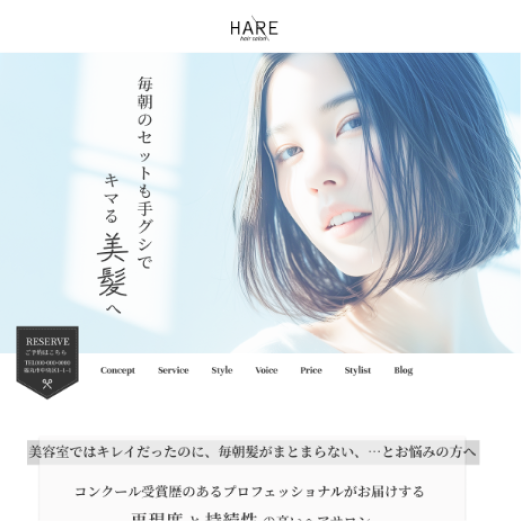 HARE
hair salon.
毎朝のセットも手グシで
キマる 美髪へ
RESERVE
ご予約はこちら
Concept Service Style Voice Price Stylist Blog
美容室ではキレイだったのに、毎朝髪がまとまらない、…とお悩みの方へ
コンクール受賞歴のあるプロフェッショナルがお届けする
再現度 と 持続性 の高いヘアサロン